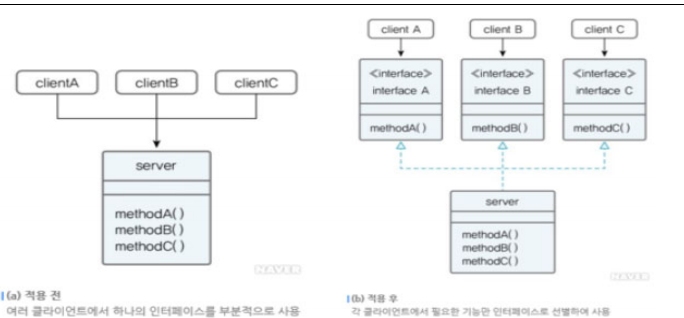 clientA
clientB
clientC
server
methodA( )
methodB( )
methodC( )
NAVER
(a) 적용 전
여러 클라이언트에서 하나의 인터페이스를 부분적으로 사용
client A
client B
client C
≪interface≫
interface A
methodA( )
≪interface≫
interface B
methodB( )
≪interface≫
interface C
methodC( )
server
methodA( )
methodB( )
methodC( )
NAVER
(b) 적용 후
각 클라이언트에서 필요한 기능만 인터페이스로 선별하여 사용